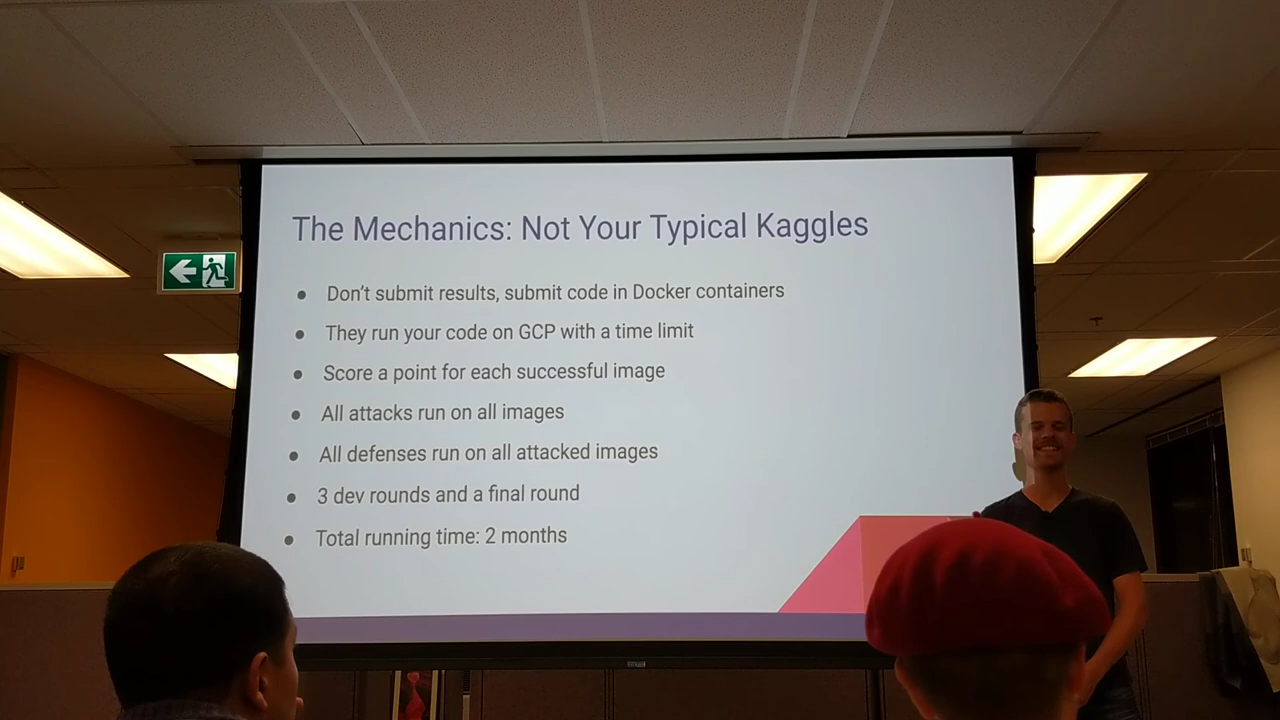 The Mechanics: Not Your Typical Kaggles
● Don't submit results, submit code in Docker containers
● They run your code on GCP with a time limit
● Score a point for each successful image
● All attacks run on all images
● All defenses run on all attacked images
● 3 dev rounds and a final round
● Total running time: 2 months